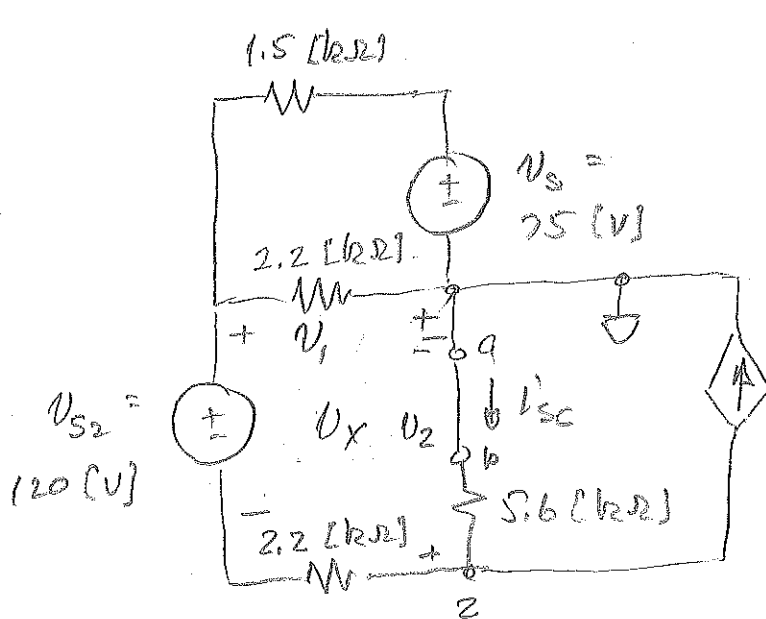 1.5 [kΩ]
+
-
v_s =
25 [V]
2.2 [kΩ]
+ v_1 -
+
v_s2 =
120 [V]
+
-
v_x v_2
a
i_sc
b
5.6 [kΩ]
-
2.2 [kΩ] +
2